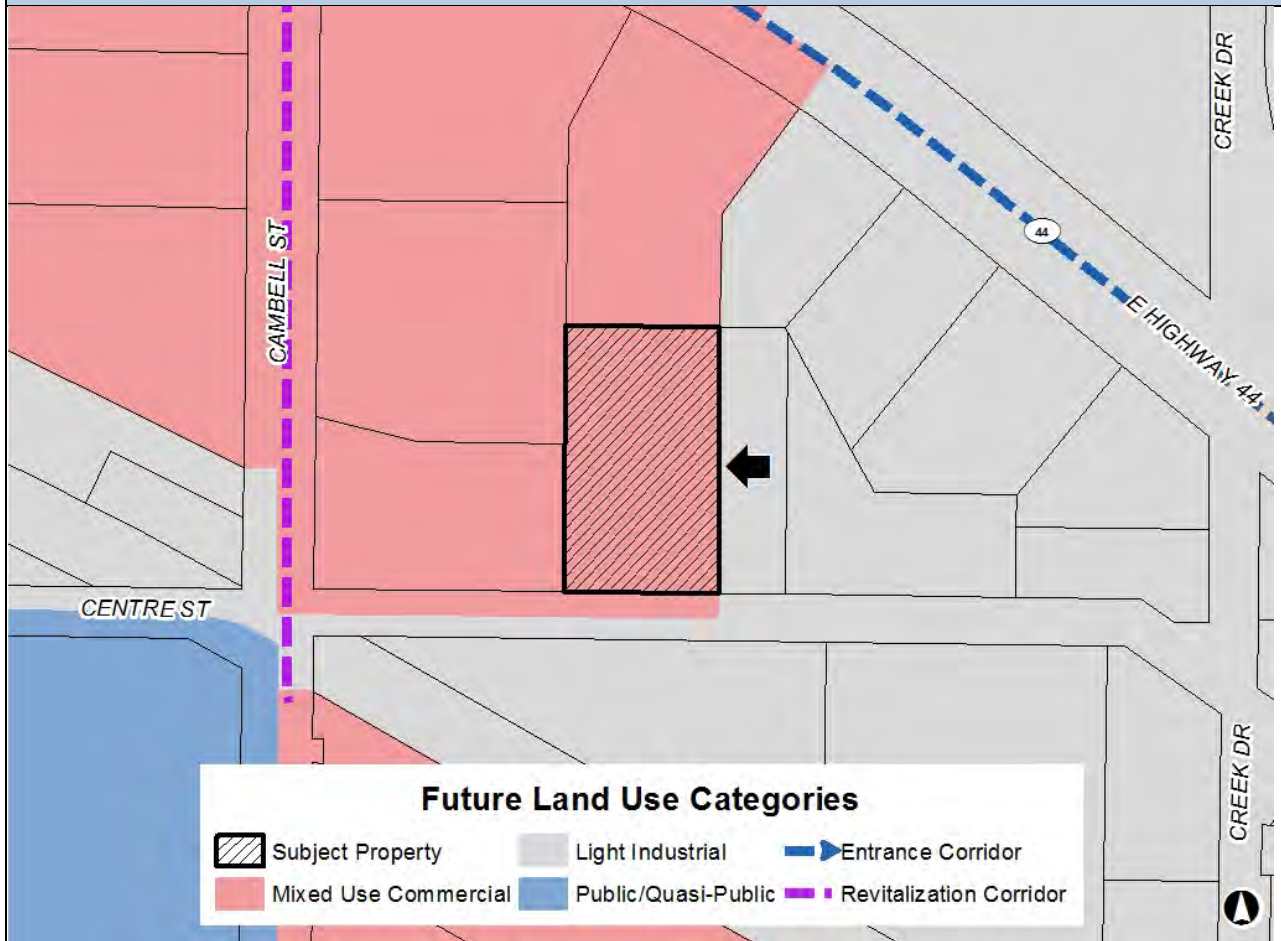 CREEK DR
CAMBELL ST
44
E HIGHWAY 44
CENTRE ST
CREEK DR
Future Land Use Categories
Subject Property
Light Industrial
Entrance Corridor
Mixed Use Commercial
Public/Quasi-Public
Revitalization Corridor